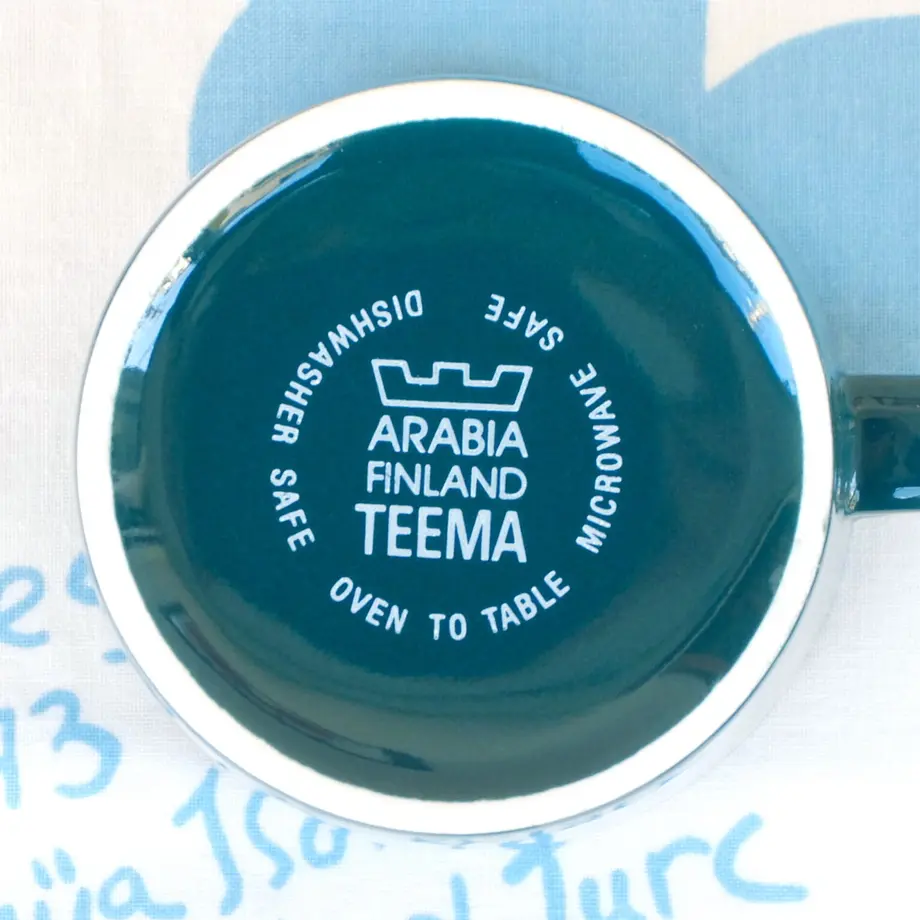 ARABIA
FINLAND
TEEMA
DISHWASHER SAFE
OVEN TO TABLE
MICROWAVE SAFE